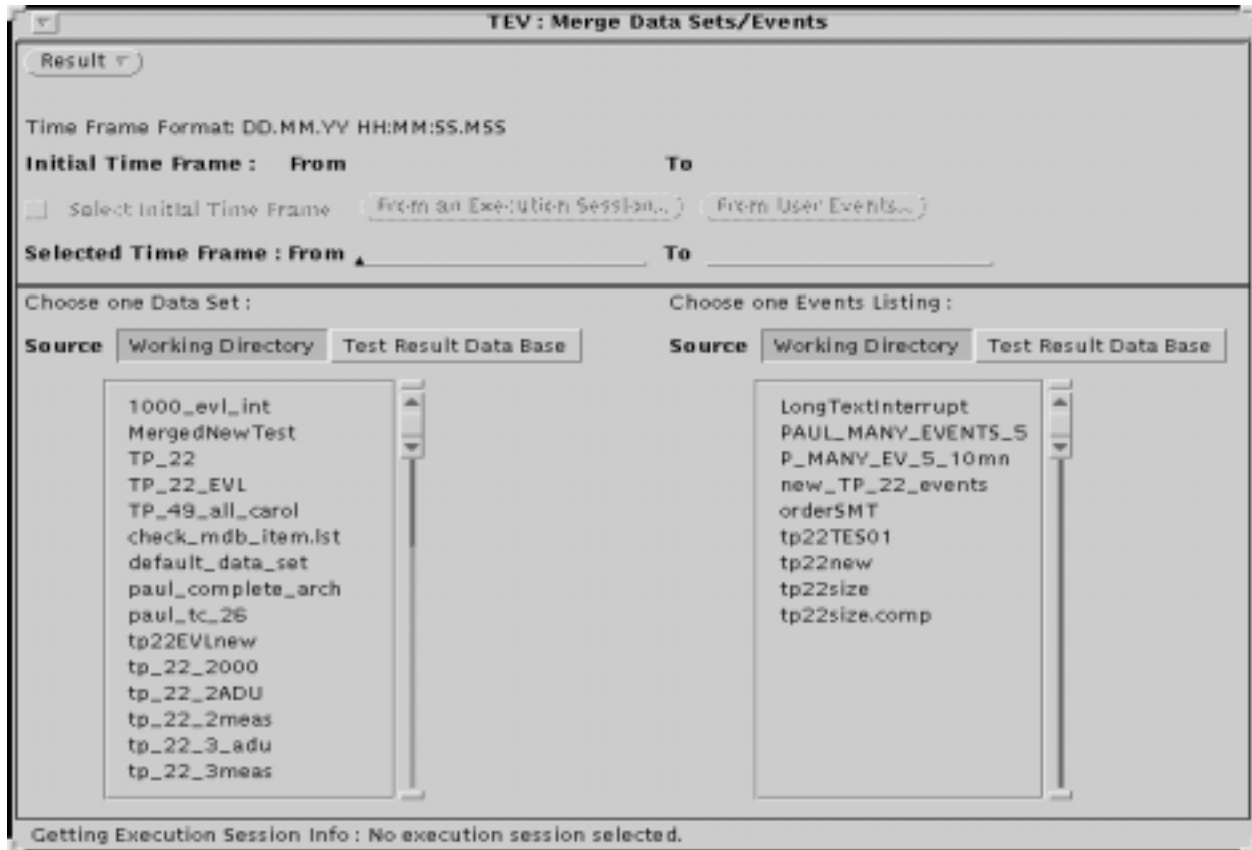 TEV : Merge Data Sets/Events
Result
Time Frame Format: DD.MM.YY HH:MM:SS.MSS
Initial Time Frame : From To
Select Initial Time Frame From an Execution Session... From User Events...
Selected Time Frame : From To
Choose one Data Set :
Source Working Directory Test Result Data Base
1000_evl_int
MergedNewTest
TP_22
TP_22_EVL
TP_49_all_carol
check_mdb_item.lst
default_data_set
paul_complete_arch
paul_tc_26
tp22EVLnew
tp_22_2000
tp_22_2ADU
tp_22_2meas
tp_22_3_adu
tp_22_3meas
Choose one Events Listing :
Source Working Directory Test Result Data Base
LongTextInterrupt
PAUL_MANY_EVENTS_5
P_MANY_EV_5_10mn
new_TP_22_events
orderSMT
tp22TES01
tp22new
tp22size
tp22size.comp
Getting Execution Session Info : No execution session selected.